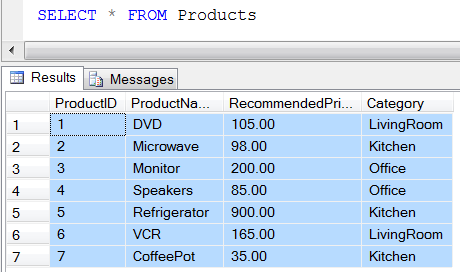 SELECT * FROM Products
Results Messages
ProductID ProductNa... RecommendedPri... Category
1 1 DVD 105.00 LivingRoom
2 2 Microwave 98.00 Kitchen
3 3 Monitor 200.00 Office
4 4 Speakers 85.00 Office
5 5 Refrigerator 900.00 Kitchen
6 6 VCR 165.00 LivingRoom
7 7 CoffeePot 35.00 Kitchen